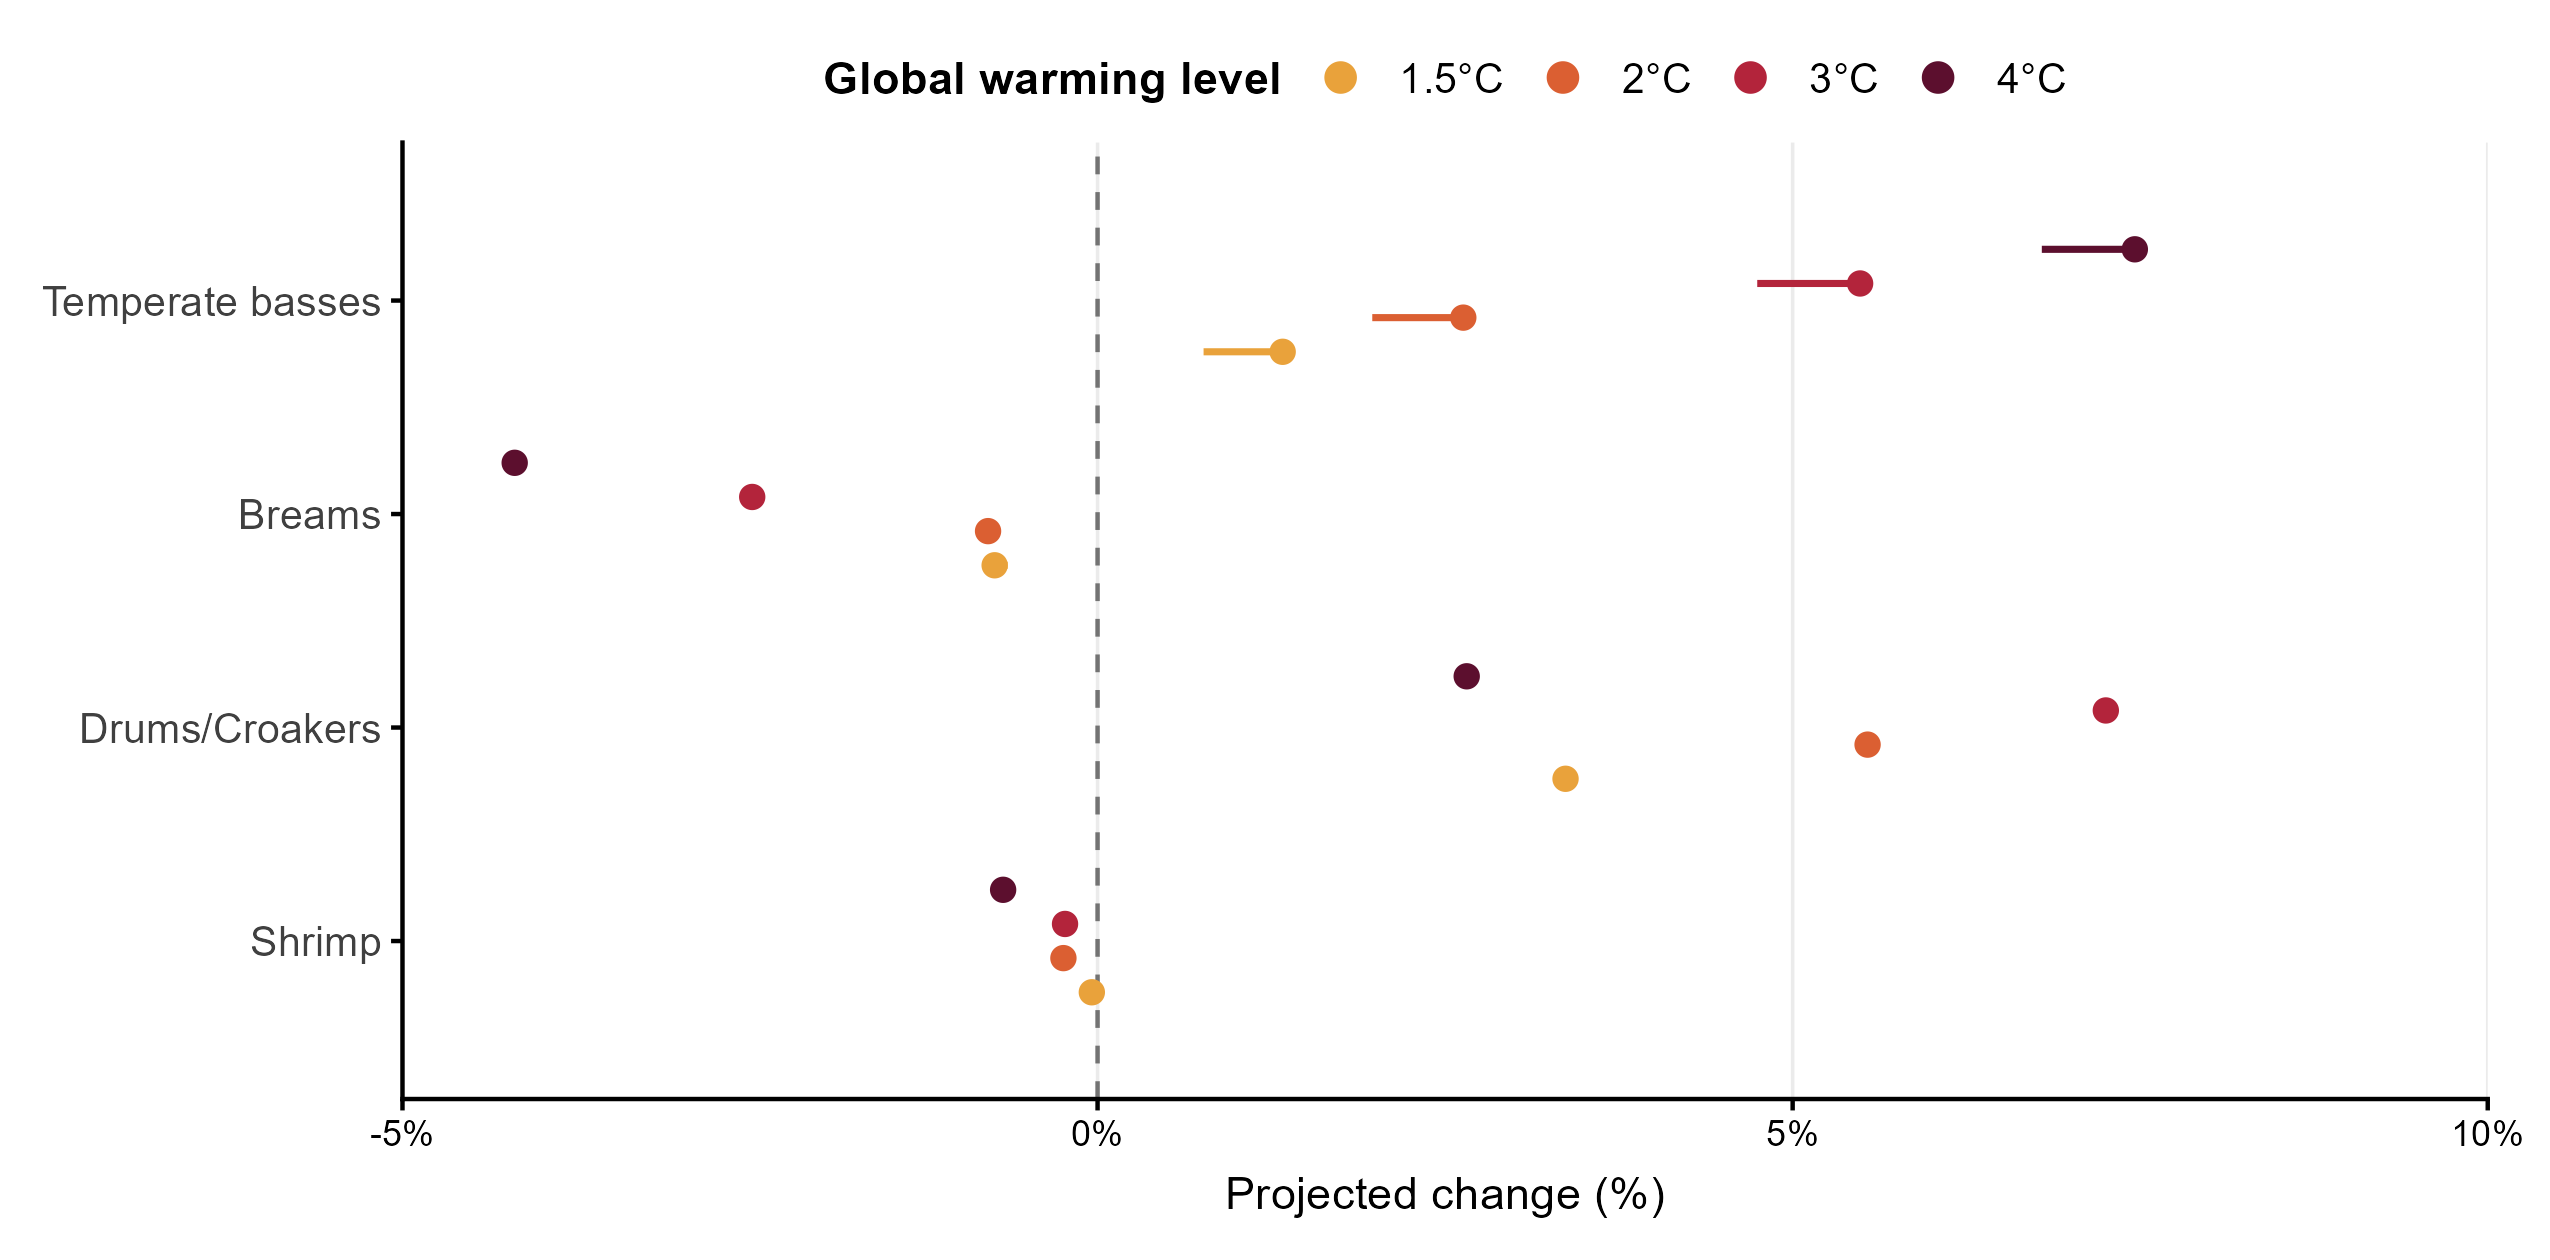 Global warming level 1.5°C 2°C 3°C 4°C
Temperate basses
Breams
Drums/Croakers
Shrimp
-5% 0% 5% 10%
Projected change (%)